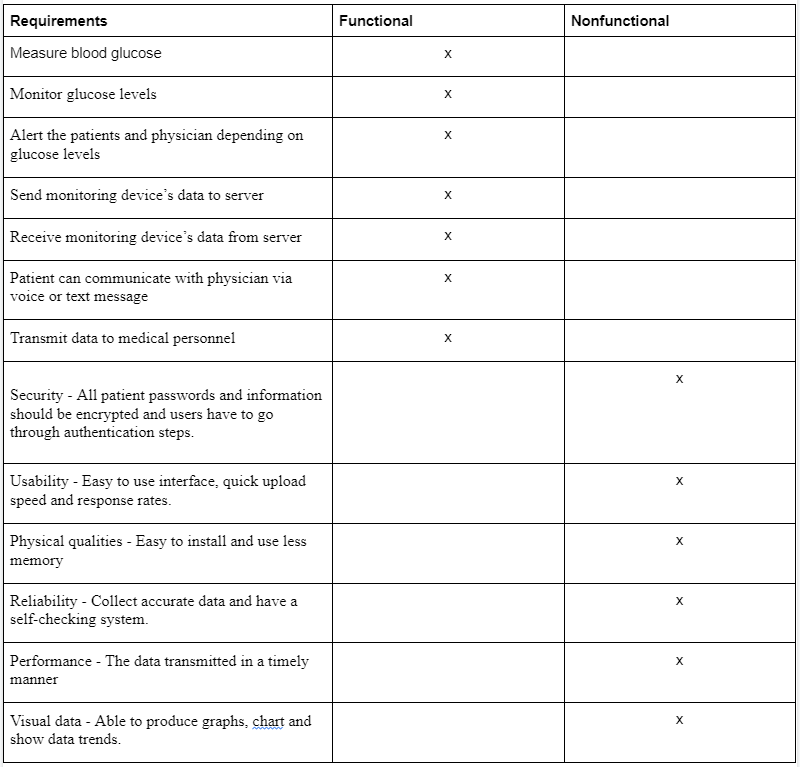 Requirements Functional Nonfunctional
Measure blood glucose x
Monitor glucose levels x
Alert the patients and physician depending on x
glucose levels
Send monitoring device’s data to server x
Receive monitoring device’s data from server x
Patient can communicate with physician via x
voice or text message
Transmit data to medical personnel x
x
Security - All patient passwords and information
should be encrypted and users have to go
through authentication steps.
Usability - Easy to use interface, quick upload x
speed and response rates.
Physical qualities - Easy to install and use less x
memory
Reliability - Collect accurate data and have a x
self-checking system.
Performance - The data transmitted in a timely x
manner
Visual data - Able to produce graphs, chart and x
show data trends.